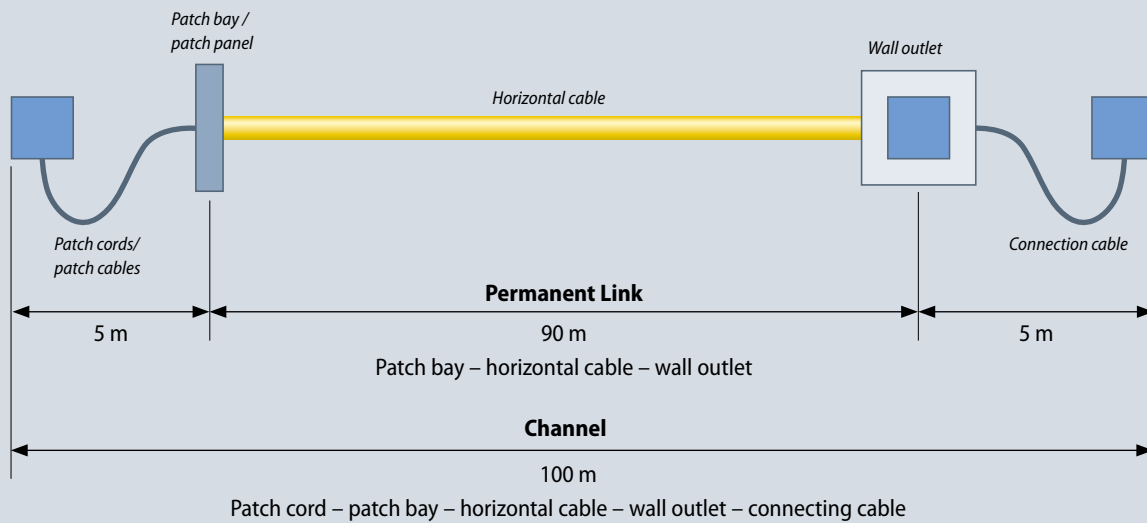 Patch bay /
patch panel
Wall outlet
Horizontal cable
Patch cords/
patch cables
Connection cable
Permanent Link
5 m
90 m
5 m
Patch bay – horizontal cable – wall outlet
Channel
100 m
Patch cord – patch bay – horizontal cable – wall outlet – connecting cable